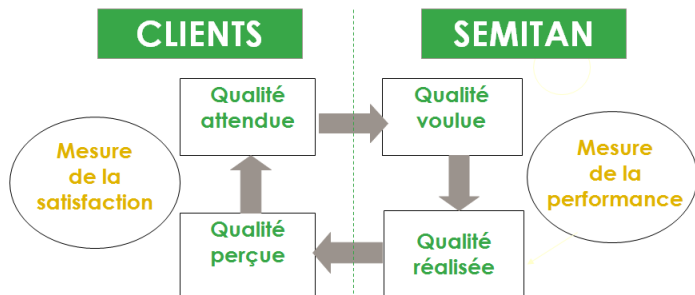 CLIENTS
SEMITAN
Qualité
attendue
Qualité
voulue
Mesure
de la
satisfaction
Mesure
de la
performance
Qualité
perçue
Qualité
réalisée